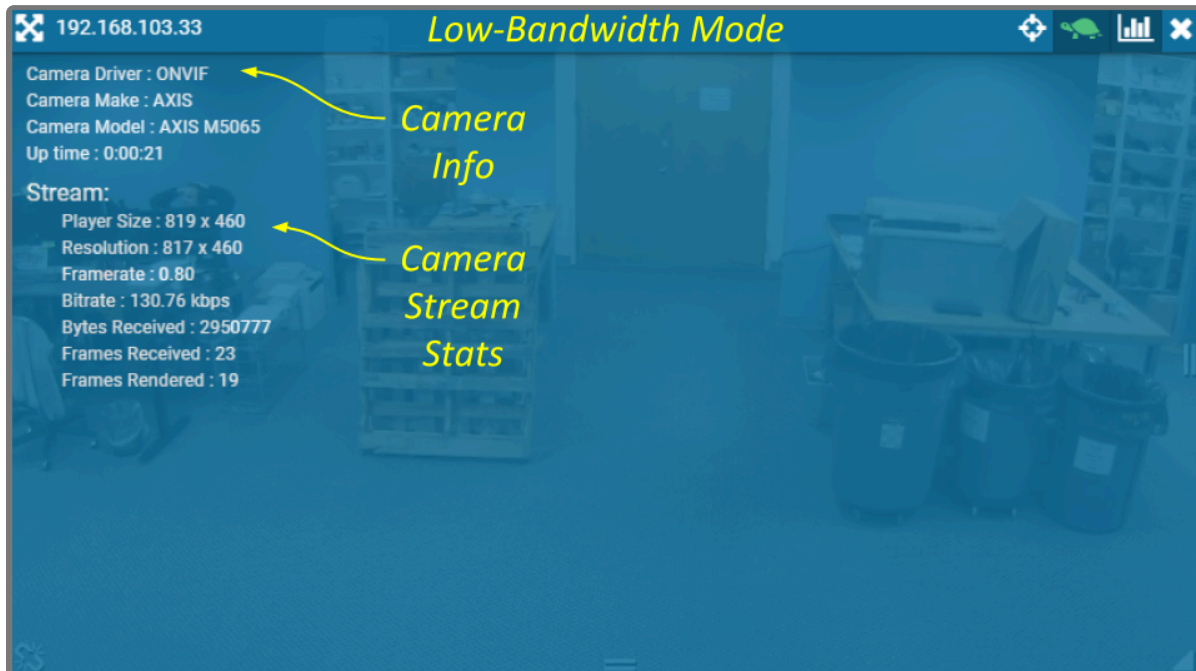 192.168.103.33
Low-Bandwidth Mode
Camera Driver : ONVIF
Camera Make : AXIS
Camera Model : AXIS M5065
Up time : 0:00:21
Camera
Info
Stream:
Player Size : 819 x 460
Resolution : 817 x 460
Framerate : 0.80
Bitrate : 130.76 kbps
Bytes Received : 2950777
Frames Received : 23
Frames Rendered : 19
Camera
Stream
Stats